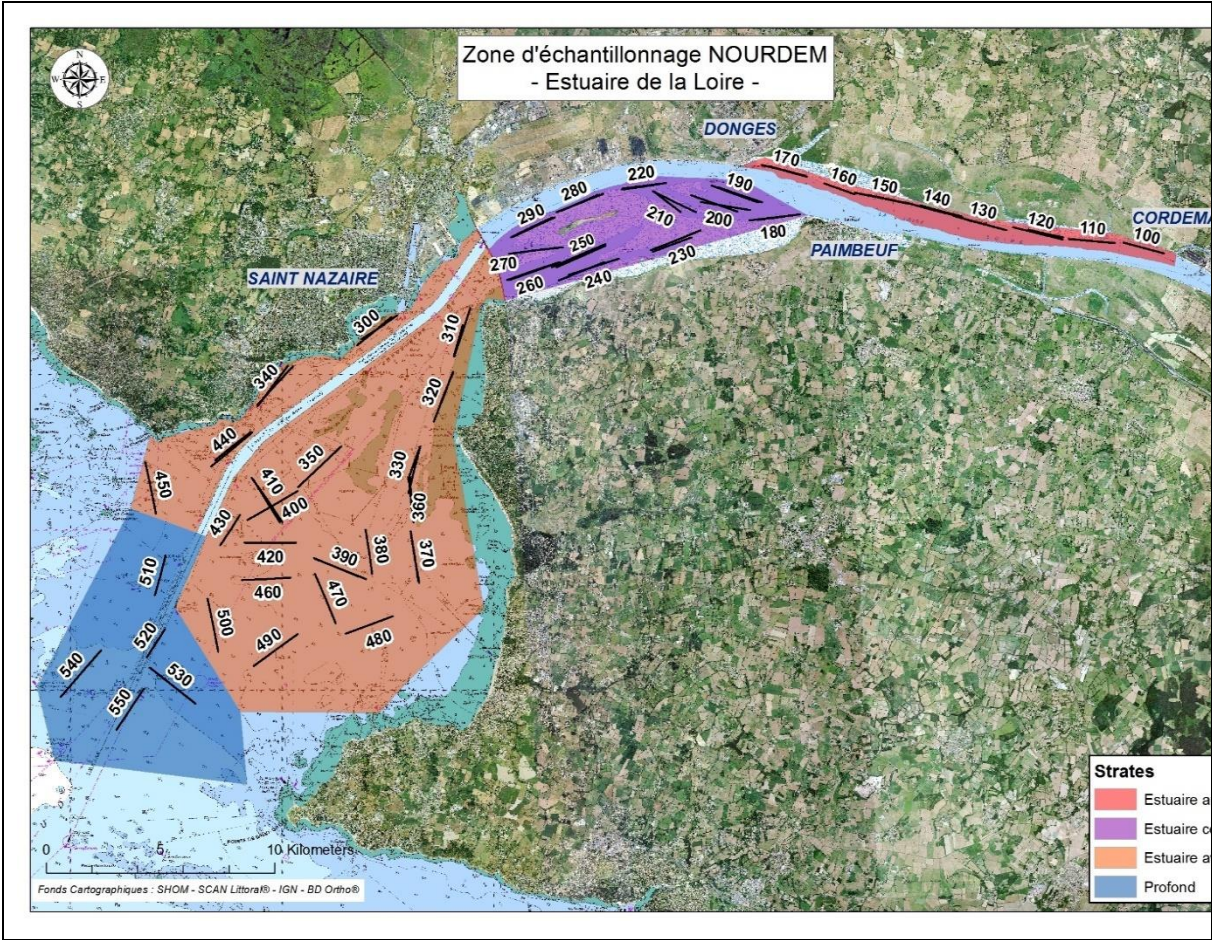 Zone d'échantillonnage NOURDEM
- Estuaire de la Loire -
N
W
E
S
DONGES
170
160
150
140
130
120
110
100
CORDEMA
220
280
290
190
210
200
180
PAIMBEUF
250
270
260
240
230
SAINT NAZAIRE
300
310
340
320
440
350
330
450
410
400
360
430
420
390
380
370
510
460
470
500
490
480
520
540
530
550
0 5 10 Kilometers
Fonds Cartographiques : SHOM - SCAN Littoral® - IGN - BD Ortho®
Strates
Estuaire a
Estuaire ce
Estuaire av
Profond